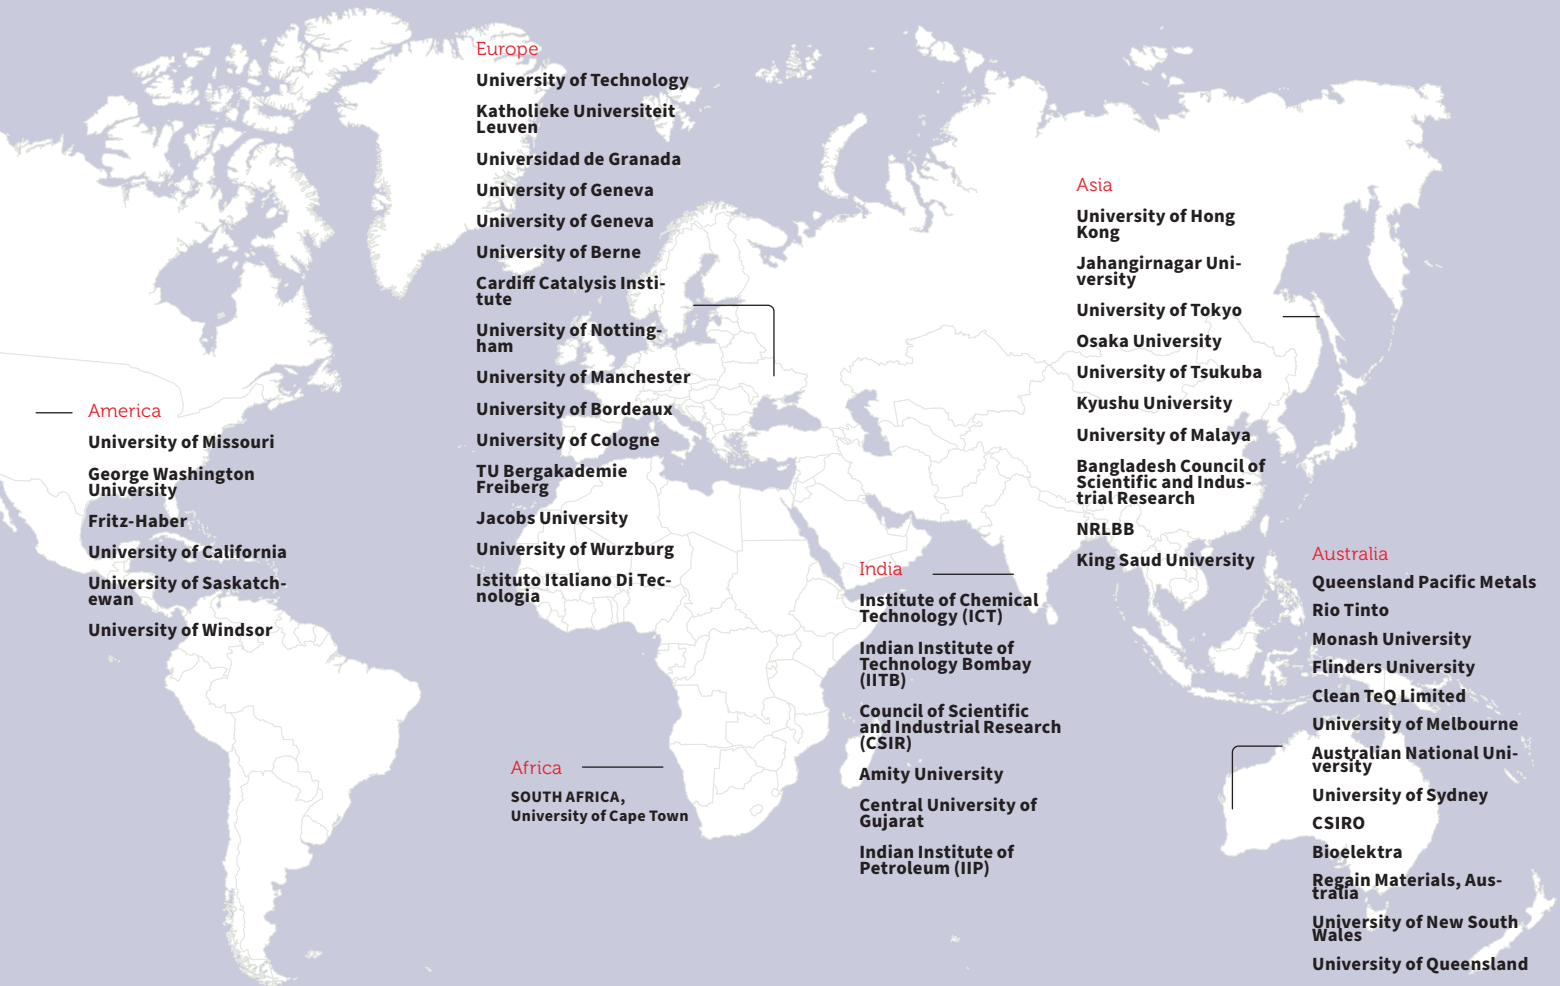 Europe
University of Technology
Katholieke Universiteit
Leuven
Universidad de Granada
University of Geneva
University of Geneva
University of Berne
Cardiff Catalysis Insti-
tute
University of Notting-
ham
University of Manchester
University of Bordeaux
University of Cologne
TU Bergakademie
Freiberg
Jacobs University
University of Wurzburg
Istituto Italiano Di Tec-
nologia
Asia
University of Hong
Kong
Jahangirnagar Uni-
versity
University of Tokyo
Osaka University
University of Tsukuba
Kyushu University
University of Malaya
Bangladesh Council of
Scientific and Indus-
trial Research
NRLBB
King Saud University
America
University of Missouri
George Washington
University
Fritz-Haber
University of California
University of Saskatch-
ewan
University of Windsor
India
Institute of Chemical
Technology (ICT)
Indian Institute of
Technology Bombay
(IITB)
Council of Scientific
and Industrial Research
(CSIR)
Amity University
Central University of
Gujarat
Indian Institute of
Petroleum (IIP)
Australia
Queensland Pacific Metals
Rio Tinto
Monash University
Flinders University
Clean TeQ Limited
University of Melbourne
Australian National Uni-
versity
University of Sydney
CSIRO
Bioelektra
Regain Materials, Aus-
tralia
University of New South
Wales
University of Queensland
Africa
SOUTH AFRICA,
University of Cape Town